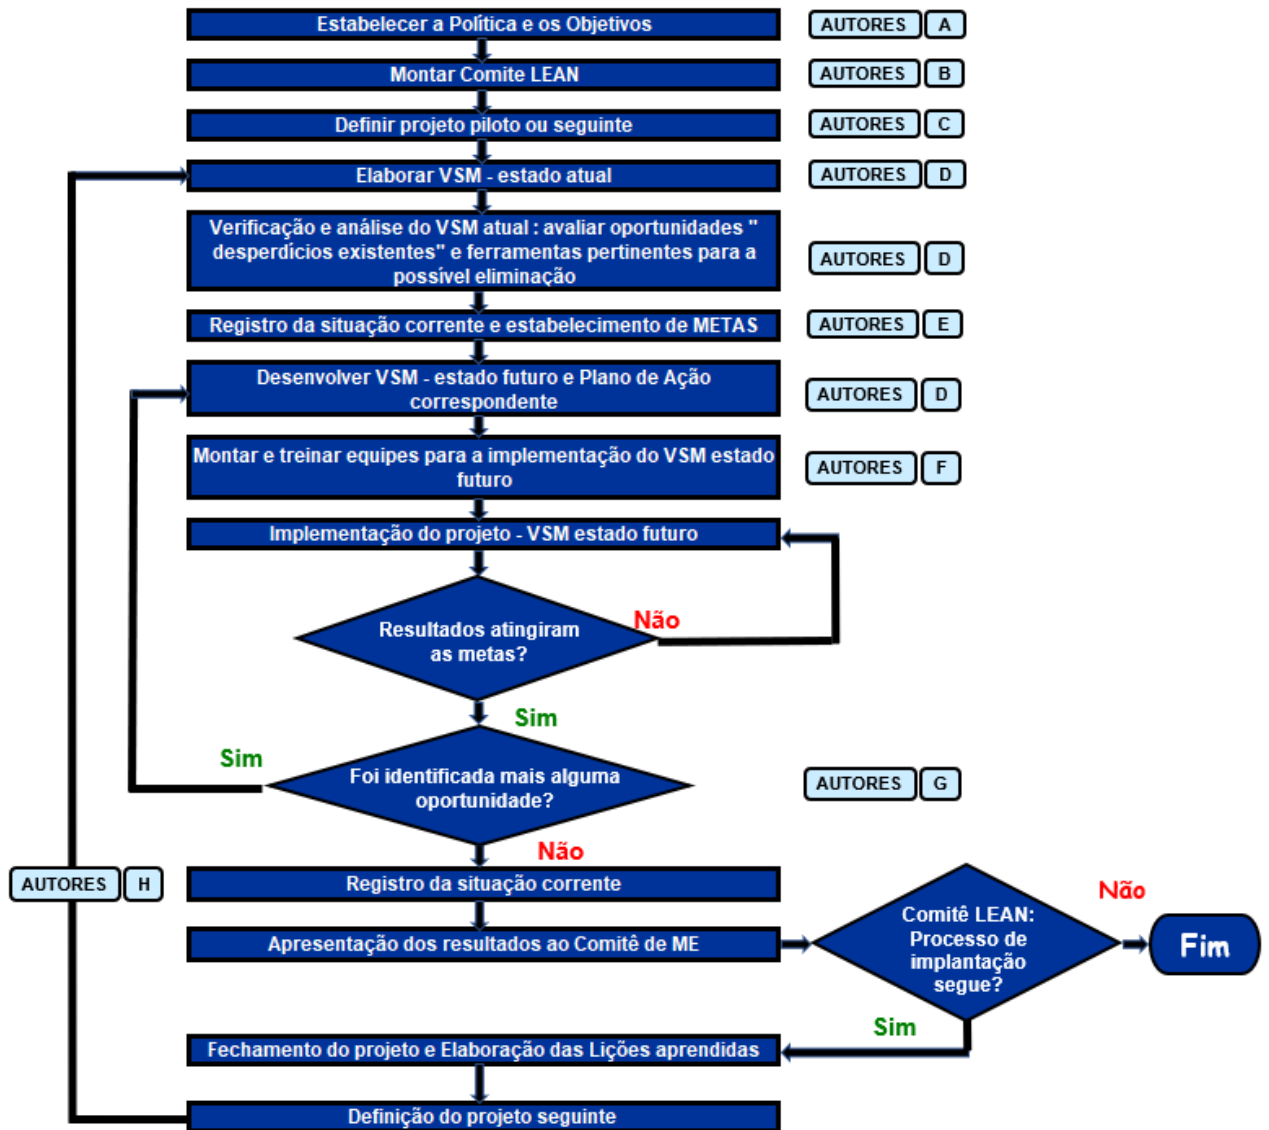 Estabelecer a Política e os Objetivos
AUTORES A
Montar Comite LEAN
AUTORES B
Definir projeto piloto ou seguinte
AUTORES C
Elaborar VSM - estado atual
AUTORES D
Verificação e análise do VSM atual : avaliar oportunidades "
desperdícios existentes" e ferramentas pertinentes para a
possível eliminação
AUTORES D
Registro da situação corrente e estabelecimento de METAS
AUTORES E
Desenvolver VSM - estado futuro e Plano de Ação
correspondente
AUTORES D
Montar e treinar equipes para a implementação do VSM estado
futuro
AUTORES F
Implementação do projeto - VSM estado futuro
Resultados atingiram
as metas?
Não
Sim
Foi identificada mais alguma
oportunidade?
Sim
AUTORES G
Não
AUTORES H
Registro da situação corrente
Apresentação dos resultados ao Comitê de ME
Comitê LEAN:
Processo de
implantação
segue?
Não
Fim
Sim
Fechamento do projeto e Elaboração das Lições aprendidas
Definição do projeto seguinte